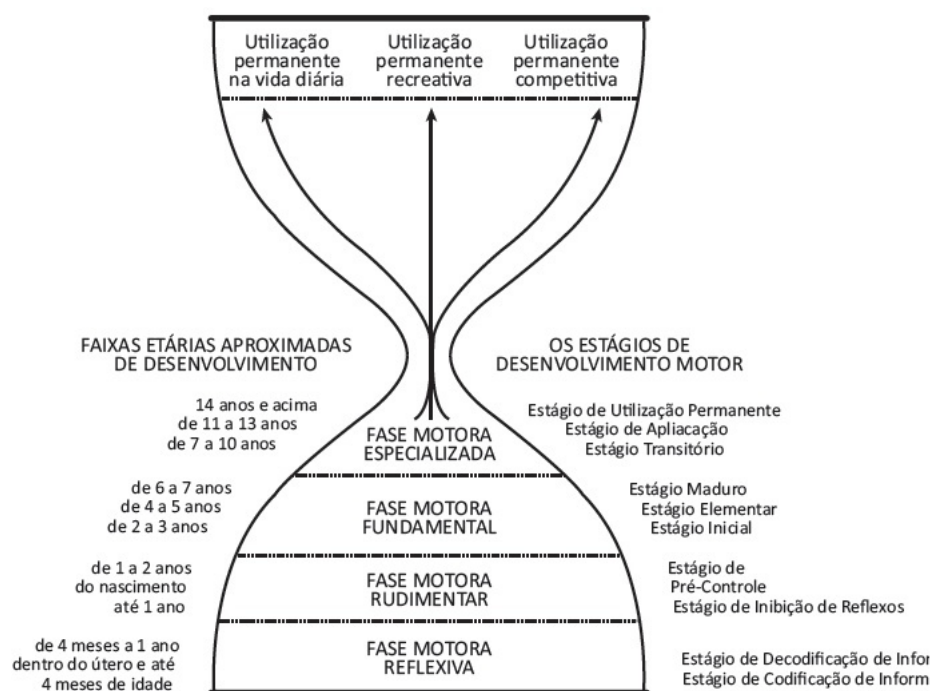 Utilização
permanente
na vida diária
Utilização
permanente
recreativa
Utilização
permanente
competitiva
FAIXAS ETÁRIAS APROXIMADAS
DE DESENVOLVIMENTO
OS ESTÁGIOS DE
DESENVOLVIMENTO MOTOR
14 anos e acima
de 11 a 13 anos
de 7 a 10 anos
FASE MOTORA
ESPECIALIZADA
Estágio de Utilização Permanente
Estágio de Apliacação
Estágio Transitório
de 6 a 7 anos
de 4 a 5 anos
de 2 a 3 anos
FASE MOTORA
FUNDAMENTAL
Estágio Maduro
Estágio Elementar
Estágio Inicial
de 1 a 2 anos
do nascimento
até 1 ano
FASE MOTORA
RUDIMENTAR
Estágio de
Pré-Controle
Estágio de Inibição de Reflexos
de 4 meses a 1 ano
dentro do útero e até
4 meses de idade
FASE MOTORA
REFLEXIVA
Estágio de Decodificação de
Estágio de Codificação de